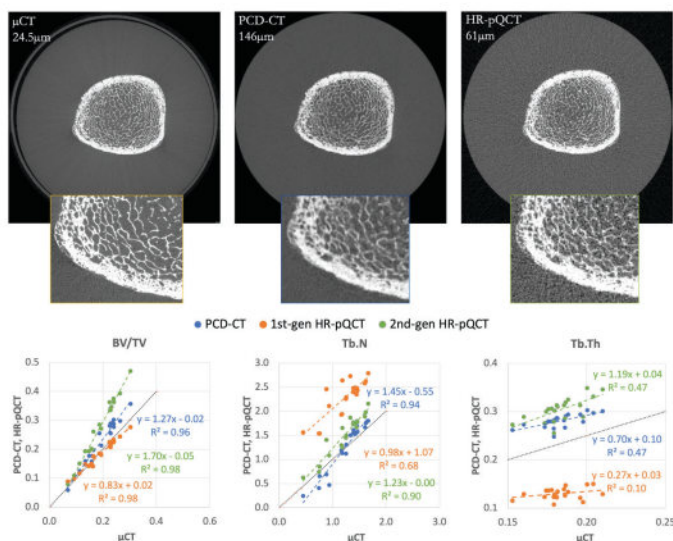 μCT
24.5μm
PCD-CT
146μm
HR-pQCT
61μm
PCD-CT 1st-gen HR-pQCT 2nd-gen HR-pQCT
BV/TV
PCD-CT, HR-pQCT
0.5
0.4
0.3
0.2
0.1
0.0
0.0
0.2
0.4
0.6
y = 1.27x - 0.02
R² = 0.96
y = 1.70x - 0.05
R² = 0.98
y = 0.83x + 0.02
R² = 0.98
μCT
Tb.N
PCD-CT, HR-pQCT
3.0
2.5
2.0
1.5
1.0
0.5
0.0
0.0
1.0
2.0
3.0
y = 1.45x - 0.55
R² = 0.94
y = 0.98x + 1.07
R² = 0.68
y = 1.23x - 0.00
R² = 0.90
μCT
Tb.Th
PCD-CT, HR-pQCT
0.4
0.3
0.2
0.1
0.15
0.20
0.25
y = 1.19x + 0.04
R² = 0.47
y = 0.70x + 0.10
R² = 0.47
y = 0.27x + 0.03
R² = 0.10
μCT